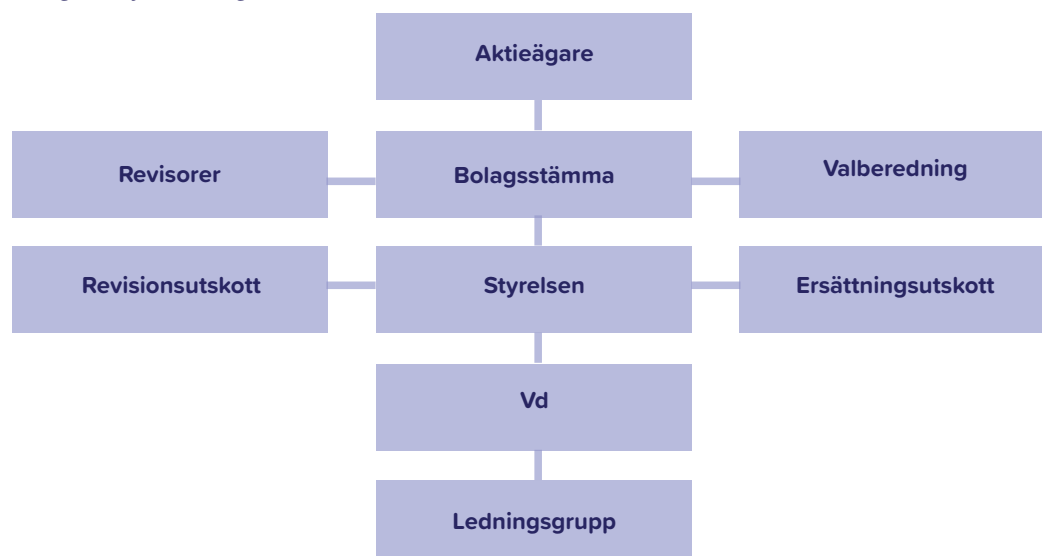 Aktieägare
Revisorer
Bolagsstämma
Valberedning
Revisionsutskott
Styrelsen
Ersättningsutskott
Vd
Ledningsgrupp